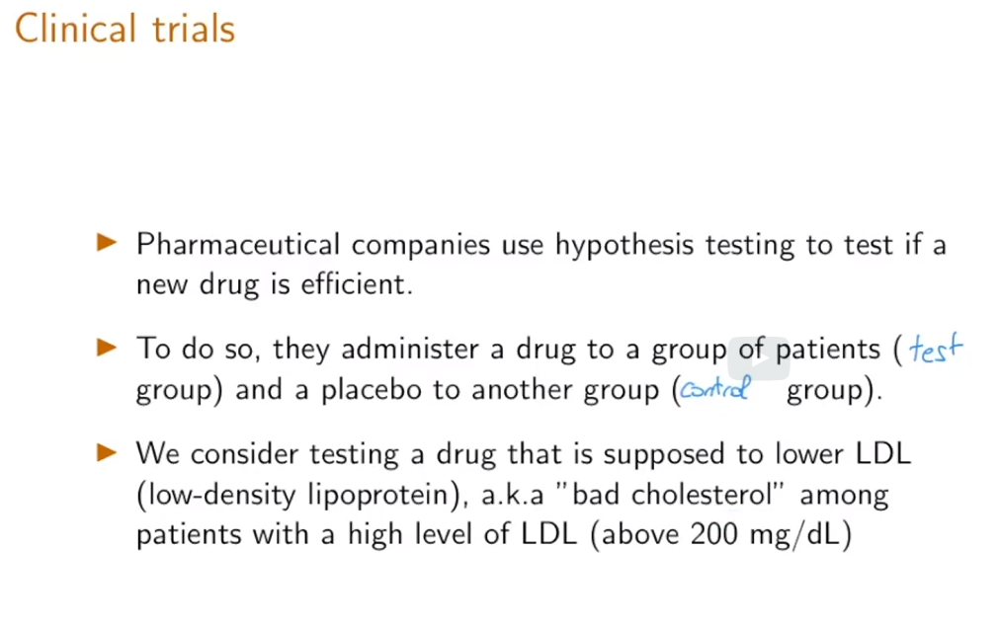 Clinical trials
Pharmaceutical companies use hypothesis testing to test if a
new drug is efficient.
To do so, they administer a drug to a group of patients (test
group) and a placebo to another group (control group).
We consider testing a drug that is supposed to lower LDL
(low-density lipoprotein), a.k.a "bad cholesterol" among
patients with a high level of LDL (above 200 mg/dL)